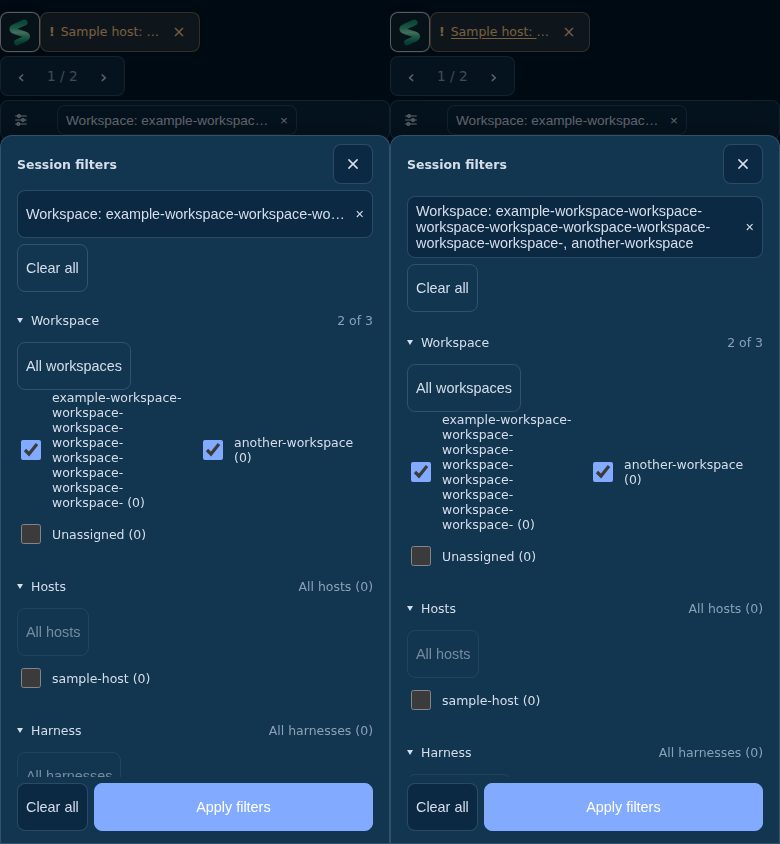 ! Sample host: ... ×
! Sample host: ... ×
‹ 1 / 2 ›
‹ 1 / 2 ›
Workspace: example-workspac... ×
Workspace: example-workspac... ×
Session filters ×
Workspace: example-workspace-workspace-wo... ×
Clear all
▾ Workspace 2 of 3
All workspaces
example-workspace-
workspace-
workspace-
workspace-
workspace-
workspace-
workspace-
workspace- (0)
another-workspace
(0)
Unassigned (0)
▾ Hosts All hosts (0)
All hosts
sample-host (0)
▾ Harness All harnesses (0)
All harnesses
Clear all
Apply filters
Session filters ×
Workspace: example-workspace-workspace-
workspace-workspace-workspace-workspace-
workspace-workspace-, another-workspace ×
Clear all
▾ Workspace 2 of 3
All workspaces
example-workspace-
workspace-
workspace-
workspace-
workspace-
workspace-
workspace-
workspace- (0)
another-workspace
(0)
Unassigned (0)
▾ Hosts All hosts (0)
All hosts
sample-host (0)
▾ Harness All harnesses (0)
Clear all
Apply filters